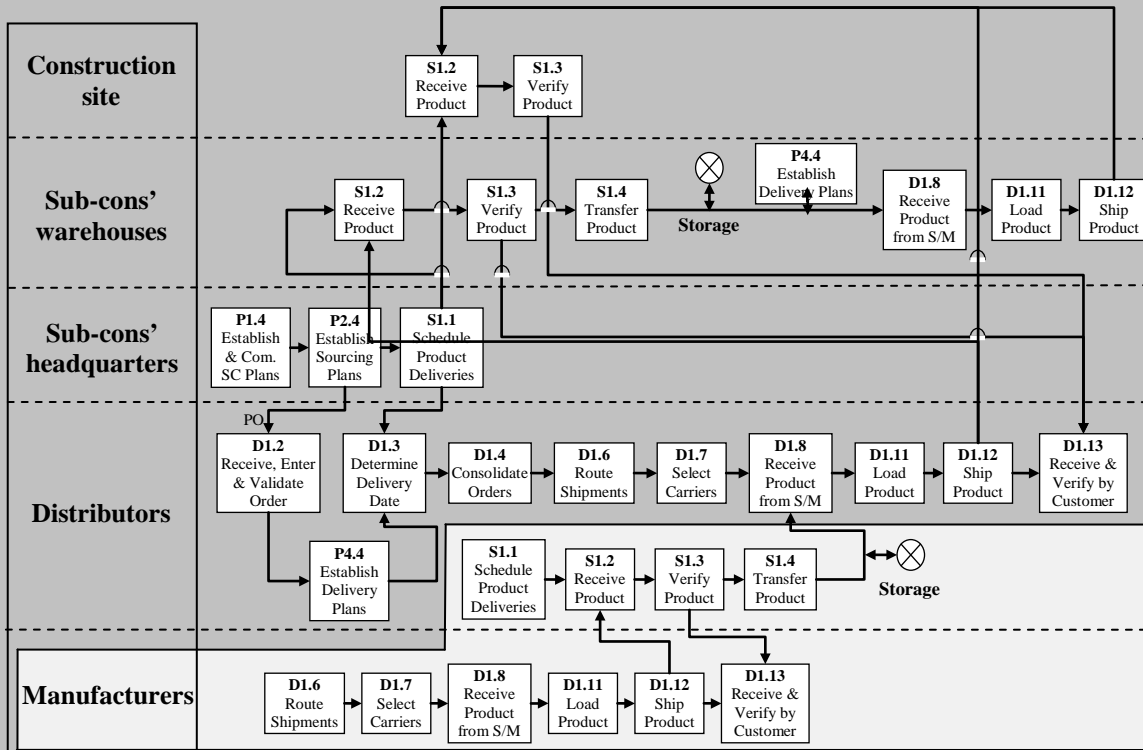 Construction
site
S1.2
Receive
Product
S1.3
Verify
Product
Sub-cons'
warehouses
S1.2
Receive
Product
S1.3
Verify
Product
S1.4
Transfer
Product
Storage
P4.4
Establish
Delivery Plans
D1.8
Receive
Product
from S/M
D1.11
Load
Product
D1.12
Ship
Product
Sub-cons'
headquarters
P1.4
Establish
& Com.
SC Plans
P2.4
Establish
Sourcing
Plans
S1.1
Schedule
Product
Deliveries
Distributors
PO
D1.2
Receive, Enter
& Validate
Order
D1.3
Determine
Delivery
Date
D1.4
Consolidate
Orders
D1.6
Route
Shipments
D1.7
Select
Carriers
D1.8
Receive
Product
from S/M
D1.11
Load
Product
D1.12
Ship
Product
D1.13
Receive &
Verify by
Customer
P4.4
Establish
Delivery
Plans
S1.1
Schedule
Product
Deliveries
S1.2
Receive
Product
S1.3
Verify
Product
S1.4
Transfer
Product
Storage
Manufacturers
D1.6
Route
Shipments
D1.7
Select
Carriers
D1.8
Receive
Product
from S/M
D1.11
Load
Product
D1.12
Ship
Product
D1.13
Receive &
Verify by
Customer